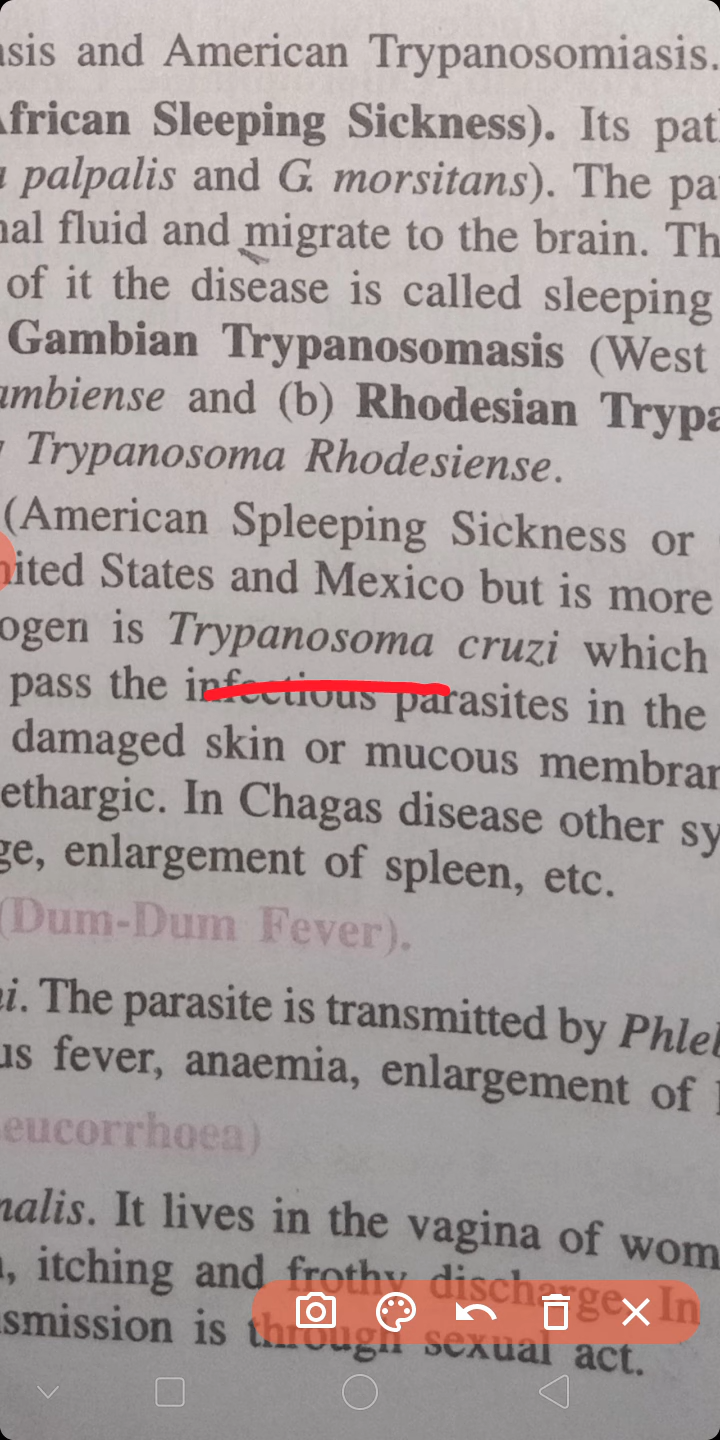 asis and American Trypanosomiasis.
African Sleeping Sickness). Its pat
palpalis and G. morsitans). The pa
nal fluid and migrate to the brain. Th
of it the disease is called sleeping
Gambian Trypanosomasis (West
ambiense and (b) Rhodesian Trypa
Trypanosoma Rhodesiense.
(American Spleeping Sickness or
nited States and Mexico but is more
ogen is Trypanosoma cruzi which
pass the infectious parasites in the
damaged skin or mucous membran
ethargic. In Chagas disease other sy
ge, enlargement of spleen, etc.
(Dum-Dum Fever).
ni. The parasite is transmitted by Phlel
us fever, anaemia, enlargement of
eucorrhoea)
nalis. It lives in the vagina of wom
, itching and frothy discharge. In
smission is through sexual act.